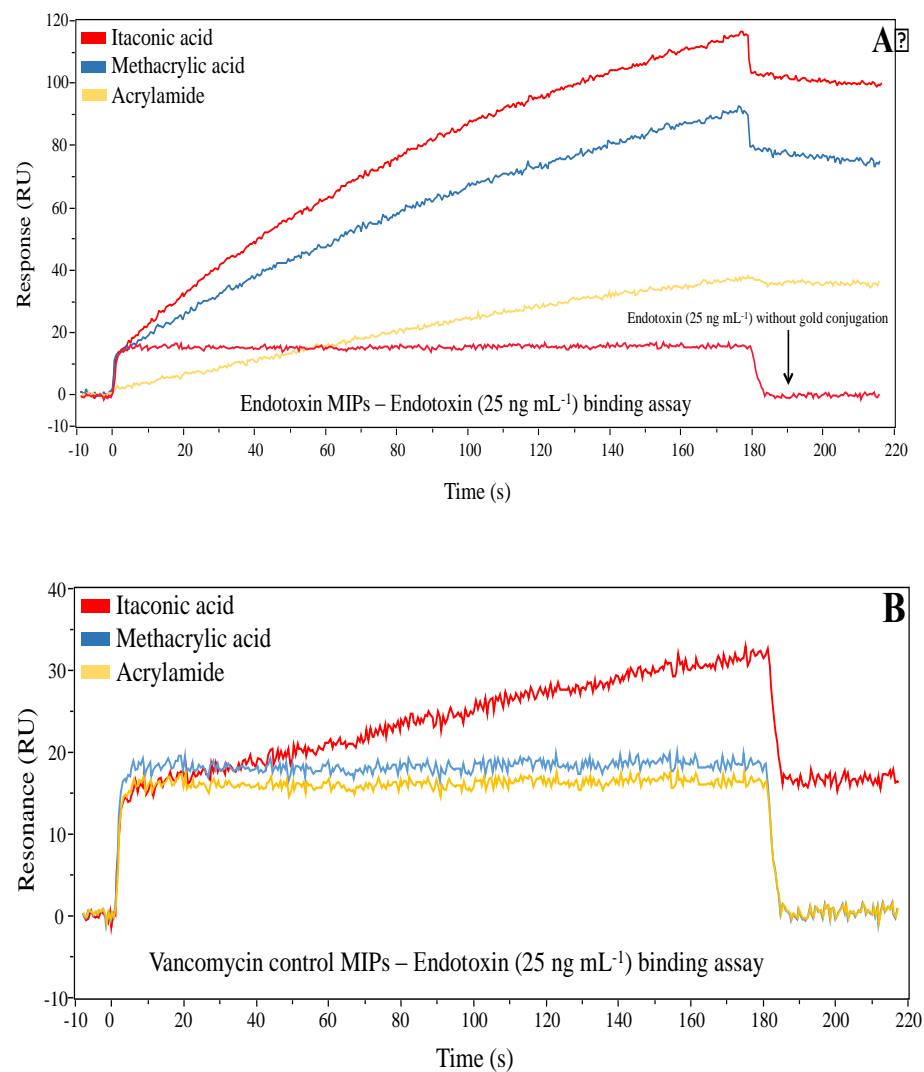 120
100
80
60
40
20
0
-10
Response (RU)
Itaconic acid
Methacrylic acid
Acrylamide
A?
Endotoxin (25 ng mL-1) without gold conjugation
Endotoxin MIPs – Endotoxin (25 ng mL-1) binding assay
-10 0 20 40 60 80 100 120 140 160 180 200 220
Time (s)
40
30
20
10
0
-10
Resonance (RU)
Itaconic acid
Methacrylic acid
Acrylamide
B
Vancomycin control MIPs – Endotoxin (25 ng mL-1) binding assay
-10 0 20 40 60 80 100 120 140 160 180 200 220
Time (s)